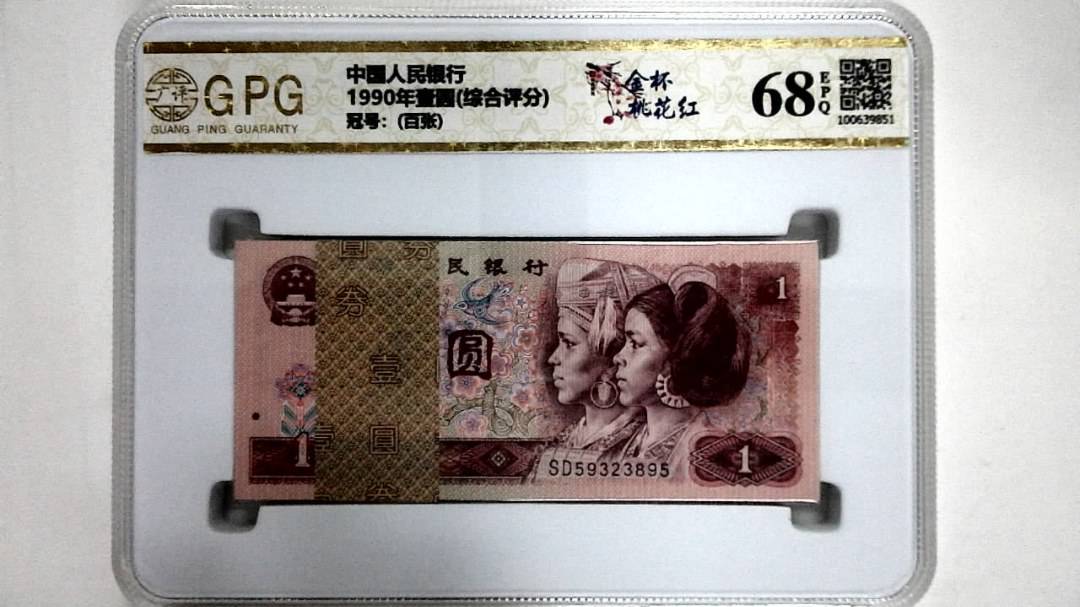 GPG
GUANG PING GUARANTY
中国人民银行
1990年壹圆(综合评分)
冠号：(百张)
金杯
桃花红
68
EPQ
100639851
民银行
1
圆
券
壹
圆
1
SD59323895
1